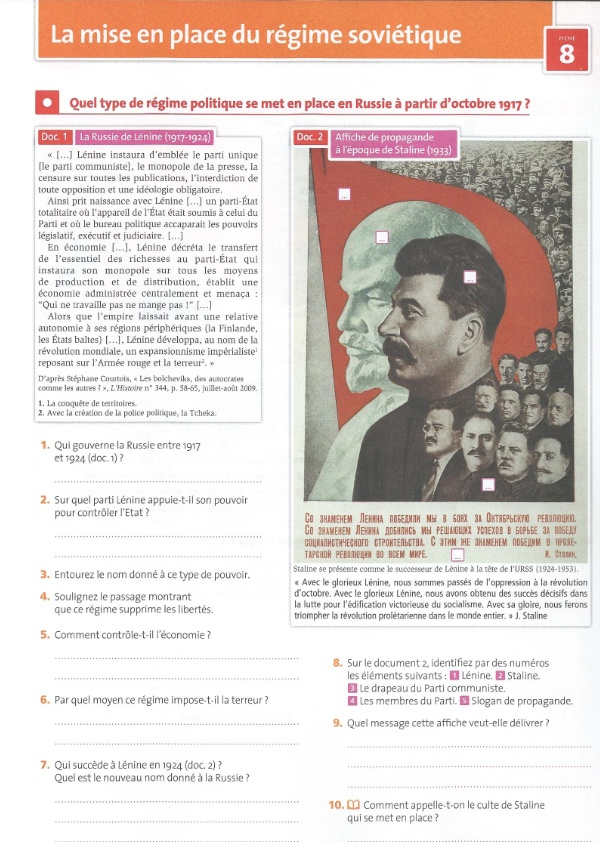 La mise en place du régime soviétique
FICHE
8
Quel type de régime politique se met en place en Russie à partir d'octobre 1917 ?
Doc. 1 La Russie de Lénine (1917-1924)
« […] Lénine instaura d'emblée le parti unique
[le parti communiste], le monopole de la presse, la
censure sur toutes les publications, l'interdiction de
toute opposition et une idéologie obligatoire.
Ainsi prit naissance avec Lénine […] un parti-État
totalitaire où l'appareil de l'État était soumis à celui du
Parti et où le bureau politique accaparait les pouvoirs
législatif, exécutif et judiciaire. […]
En économie […], Lénine décréta le transfert
de l'essentiel des richesses au parti-État qui
instaura son monopole sur tous les moyens
de production et de distribution, établit une
économie administrée centralement et menaça :
"Qui ne travaille pas ne mange pas !" […]
Alors que l'empire laissait avant une relative
autonomie à ses régions périphériques (la Finlande,
les États baltes) […], Lénine développa, au nom de la
révolution mondiale, un expansionnisme impérialiste¹
reposant sur l'Armée rouge et la terreur². »
D'après Stéphane Courtois, « Les bolcheviks, des autocrates
comme les autres ? », L'Histoire n° 344, p. 58-65, juillet-août 2009.
1. La conquête de territoires.
2. Avec la création de la police politique, la Tcheka.
1. Qui gouverne la Russie entre 1917
et 1924 (doc. 1) ?
2. Sur quel parti Lénine appuie-t-il son pouvoir
pour contrôler l'Etat ?
3. Entourez le nom donné à ce type de pouvoir.
4. Soulignez le passage montrant
que ce régime supprime les libertés.
5. Comment contrôle-t-il l'économie ?
6. Par quel moyen ce régime impose-t-il la terreur ?
7. Qui succède à Lénine en 1924 (doc. 2) ?
Quel est le nouveau nom donné à la Russie ?
Doc. 2 Affiche de propagande
à l'époque de Staline (1933)
...
...
...
...
СО ЗНАМЕНЕМ ЛЕНИНА ПОБЕДИЛИ МЫ В БОЯХ ЗА ОКТЯБРЬСКУЮ РЕВОЛЮЦИЮ.
СО ЗНАМЕНЕМ ЛЕНИНА ДОБИЛИСЬ МЫ РЕШАЮЩИХ УСПЕХОВ В БОРЬБЕ ЗА ПОБЕДУ
СОЦИАЛИСТИЧЕСКОГО СТРОИТЕЛЬСТВА. С ЭТИМ ЖЕ ЗНАМЕНЕМ ПОБЕДИМ В ПРОЛЕ-
ТАРСКОЙ РЕВОЛЮЦИИ ВО ВСЕМ МИРЕ. ... И. Сталин,
Staline se présente comme le successeur de Lénine à la tête de l'URSS (1924-1953).
« Avec le glorieux Lénine, nous sommes passés de l'oppression à la révolution
d'octobre. Avec le glorieux Lénine, nous avons obtenu des succès décisifs dans
la lutte pour l'édification victorieuse du socialisme. Avec sa gloire, nous ferons
triompher la révolution prolétarienne dans le monde entier. » J. Staline
8. Sur le document 2, identifiez par des numéros
les éléments suivants : 1 Lénine. 2 Staline.
3 Le drapeau du Parti communiste.
4 Les membres du Parti. 5 Slogan de propagande.
9. Quel message cette affiche veut-elle délivrer ?
10. Comment appelle-t-on le culte de Staline
qui se met en place ?